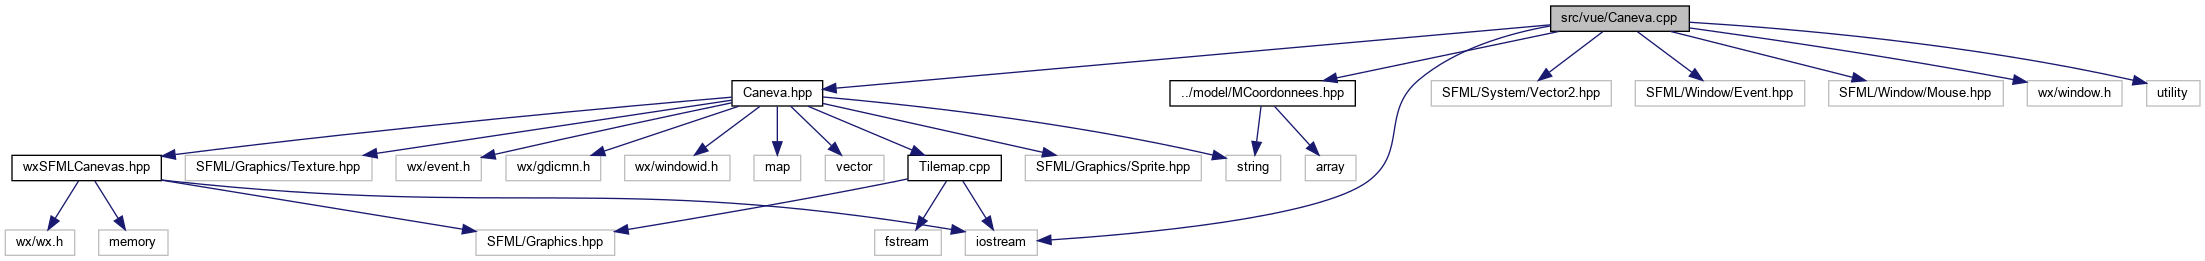 src/vue/Caneva.cpp
Caneva.hpp
../model/MCoordonnees.hpp
SFML/System/Vector2.hpp
SFML/Window/Event.hpp
SFML/Window/Mouse.hpp
wx/window.h
utility
wxSFMLCanevas.hpp
SFML/Graphics/Texture.hpp
wx/event.h
wx/gdicmn.h
wx/windowid.h
map
vector
Tilemap.cpp
SFML/Graphics/Sprite.hpp
string
array
wx/wx.h
memory
SFML/Graphics.hpp
fstream
iostream